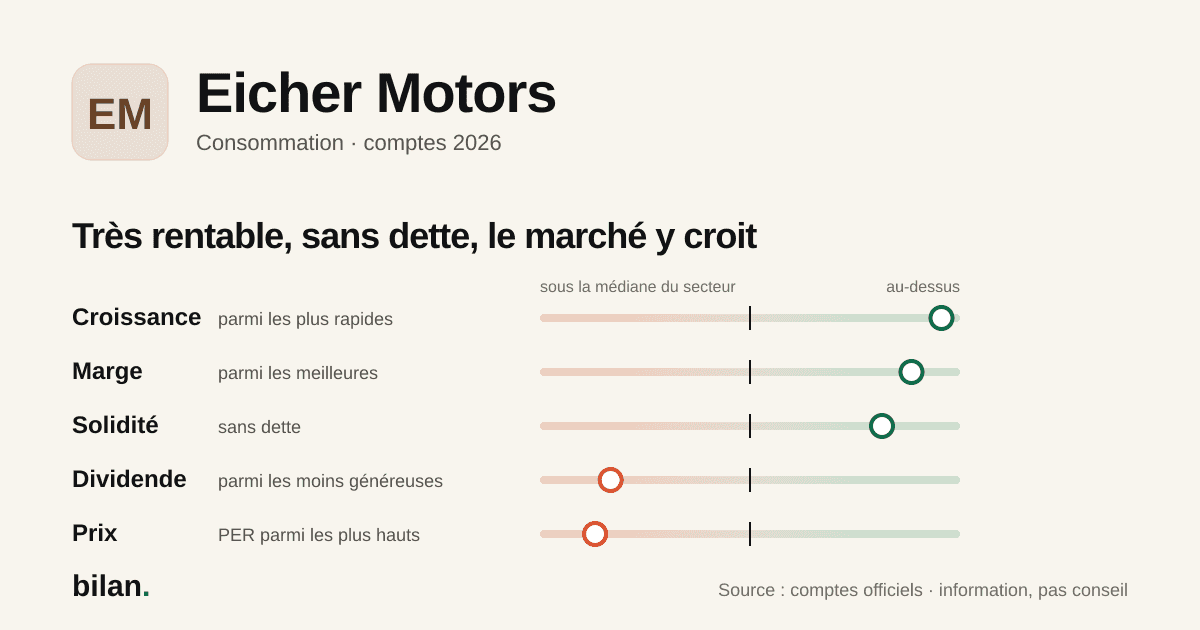 EM
Eicher Motors
Consommation · comptes 2026
Très rentable, sans dette, le marché y croit
sous la médiane du secteur au-dessus
Croissance parmi les plus rapides
Marge parmi les meilleures
Solidité sans dette
Dividende parmi les moins généreuses
Prix PER parmi les plus hauts
bilan.
Source : comptes officiels · information, pas conseil